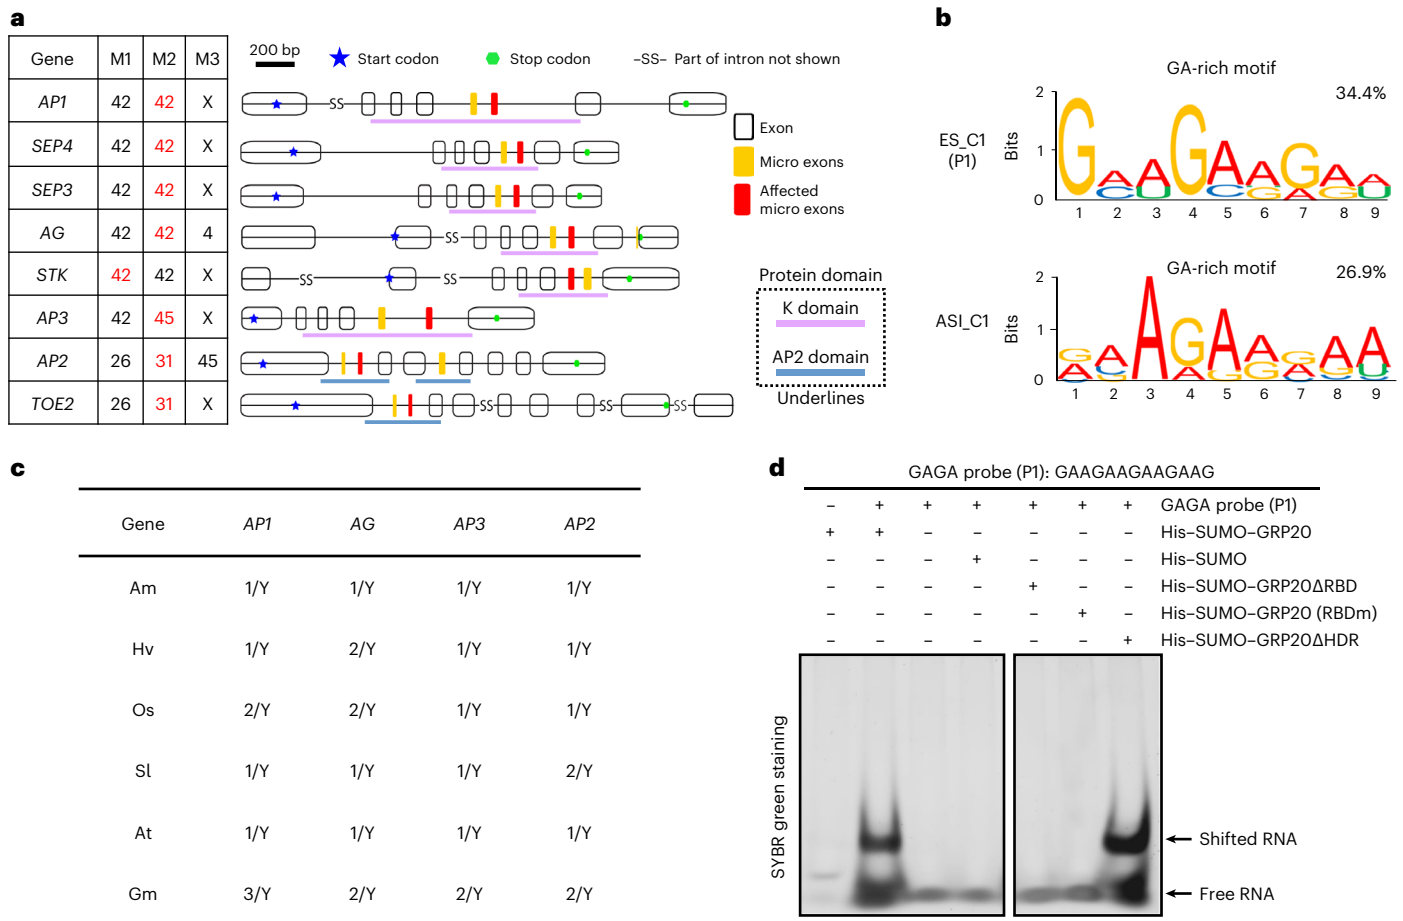 a
Gene M1 M2 M3
AP1 42 42 X
SEP4 42 42 X
SEP3 42 42 X
AG 42 42 4
STK 42 42 X
AP3 42 45 X
AP2 26 31 45
TOE2 26 31 X
200 bp
Start codon
Stop codon
–SS– Part of intron not shown
SS
SS
SS SS
SS SS SS
Exon
Micro exons
Affected
micro exons
Protein domain
K domain
AP2 domain
Underlines
b
GA-rich motif
34.4%
ES_C1
(P1)
Bits
2
1
0
1 2 3 4 5 6 7 8 9
GA-rich motif
26.9%
ASI_C1
Bits
2
1
0
1 2 3 4 5 6 7 8 9
c
Gene AP1 AG AP3 AP2
Am 1/Y 1/Y 1/Y 1/Y
Hv 1/Y 2/Y 1/Y 1/Y
Os 2/Y 2/Y 1/Y 1/Y
Sl 1/Y 1/Y 1/Y 2/Y
At 1/Y 1/Y 1/Y 1/Y
Gm 3/Y 2/Y 2/Y 2/Y
d
GAGA probe (P1): GAAGAAGAAGAAG
– + + + + + + GAGA probe (P1)
+ + – – – – – His–SUMO–GRP20
– – – + – – – His–SUMO
– – – – + – – His–SUMO–GRP20ΔRBD
– – – – – + – His–SUMO–GRP20 (RBDm)
– – – – – – + His–SUMO–GRP20ΔHDR
SYBR green staining
Shifted RNA
Free RNA